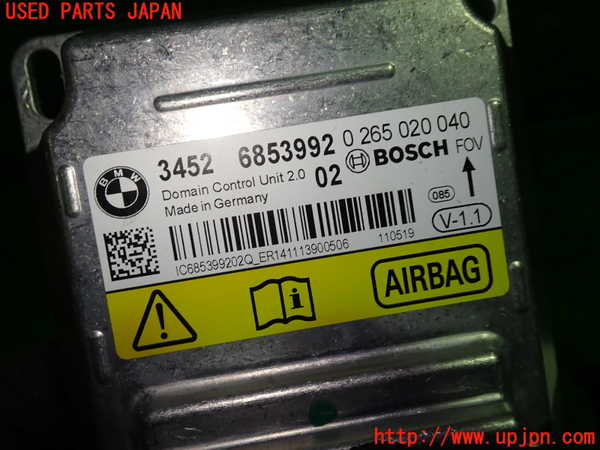 USED PARTS JAPAN
BMW
3452 6853992 0 265 020 040
Domain Control Unit 2.0 02 BOSCH FOV
Made in Germany
085
V-1.1
IC685399202Q_ER141113900506 110519
AIRBAG
http://www.upjpn.com